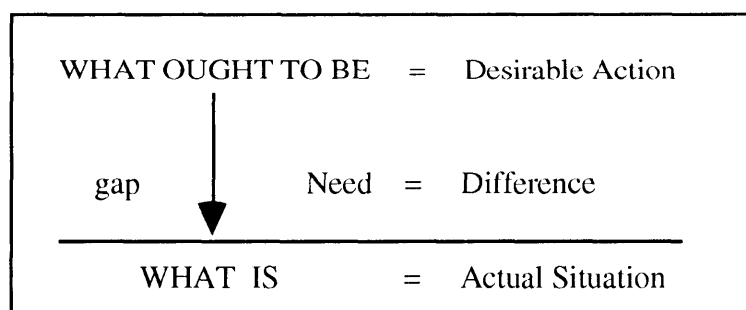 WHAT OUGHT TO BE = Desirable Action
gap Need = Difference
WHAT IS = Actual Situation